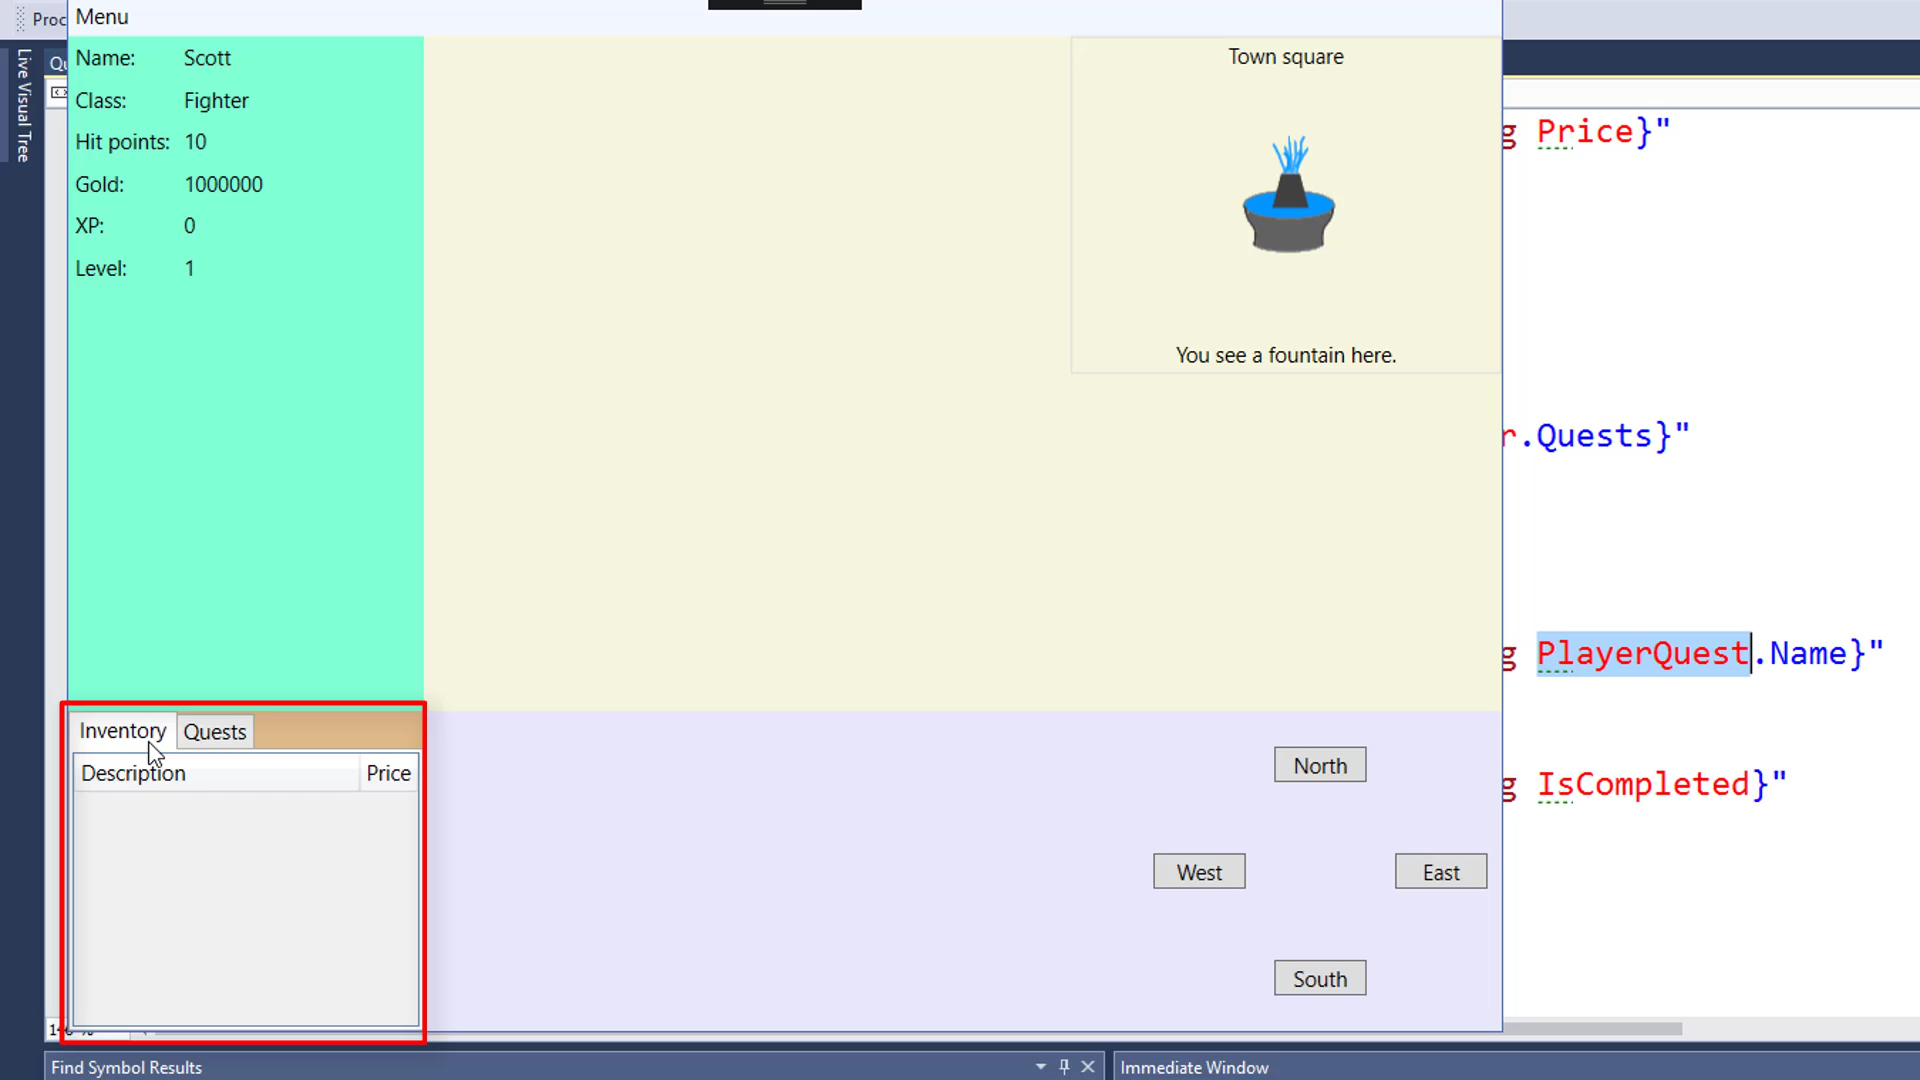 Menu
Live Visual Tree
Name: Scott
Class: Fighter
Hit points: 10
Gold: 1000000
XP: 0
Level: 1
Town square
You see a fountain here.
g Price}"
r.Quests}"
g PlayerQuest.Name}"
g IsCompleted}"
Inventory Quests
Description Price
North
West East
South
Find Symbol Results
Immediate Window